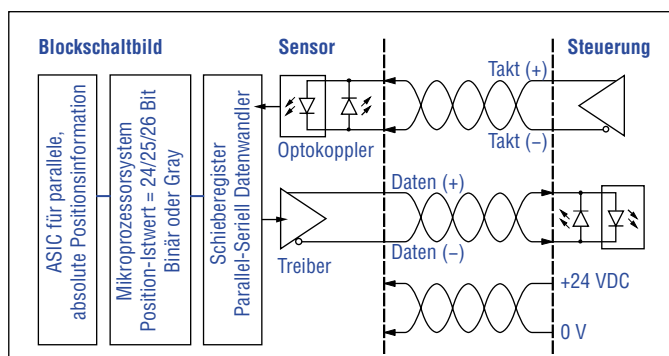 Blockschaltbild
Sensor
Steuerung
ASIC für parallele,
absolute Positionsinformation
Mikroprozessorsystem
Position-Istwert = 24/25/26 Bit
Binär oder Gray
Schieberegister
Parallel-Seriell Datenwandler
Optokoppler
Takt (+)
Takt (−)
Treiber
Daten (+)
Daten (−)
+24 VDC
0 V